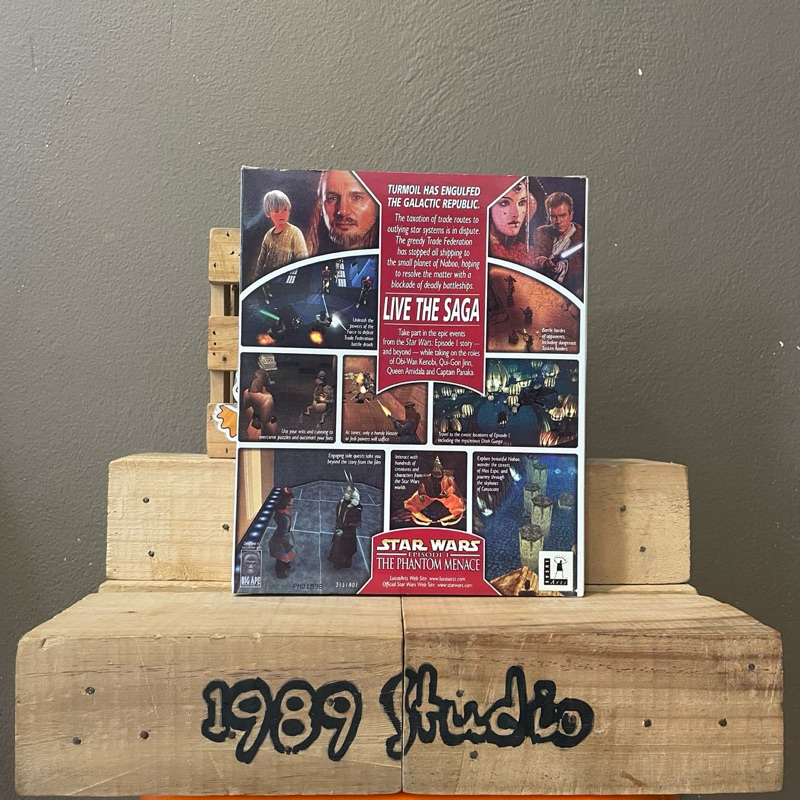 TURMOIL HAS ENGULFED
THE GALACTIC REPUBLIC.
The taxation of trade routes to
outlying star systems is in dispute.
The greedy Trade Federation
has stopped all shipping to
the small planet of Naboo, hoping
to resolve the matter with a
blockade of deadly battleships.
LIVE THE SAGA
Take part in the epic events
from the Star Wars: Episode I story —
and beyond — while taking on the roles
of Obi-Wan Kenobi, Qui-Gon Jinn,
Queen Amidala and Captain Panaka.
Unleash the
powers of the
Force to defeat
Trade Federation
battle droids
Battle hordes
of opponents,
including dangerous
Tusken Raiders
Use your wits and cunning to
overcome puzzles and outsmart your foes
At times, only a handy blaster
or Jedi powers will suffice
Travel to the exotic locations of Episode I,
including the mysterious Otoh Gunga
Engaging side quests take you
beyond the story from the film
Interact with
hundreds of
creatures and
characters from
the Star Wars
worlds
Explore beautiful Naboo,
wander the streets
of Mos Espa, and
journey through
the skylanes
of Coruscant
STAR WARS
EPISODE I
THE PHANTOM MENACE
LucasArts Web Site: www.lucasarts.com
Official Star Wars Web Site: www.starwars.com
BIG APE
3151801
LUCAS
Arts
1989 Studio